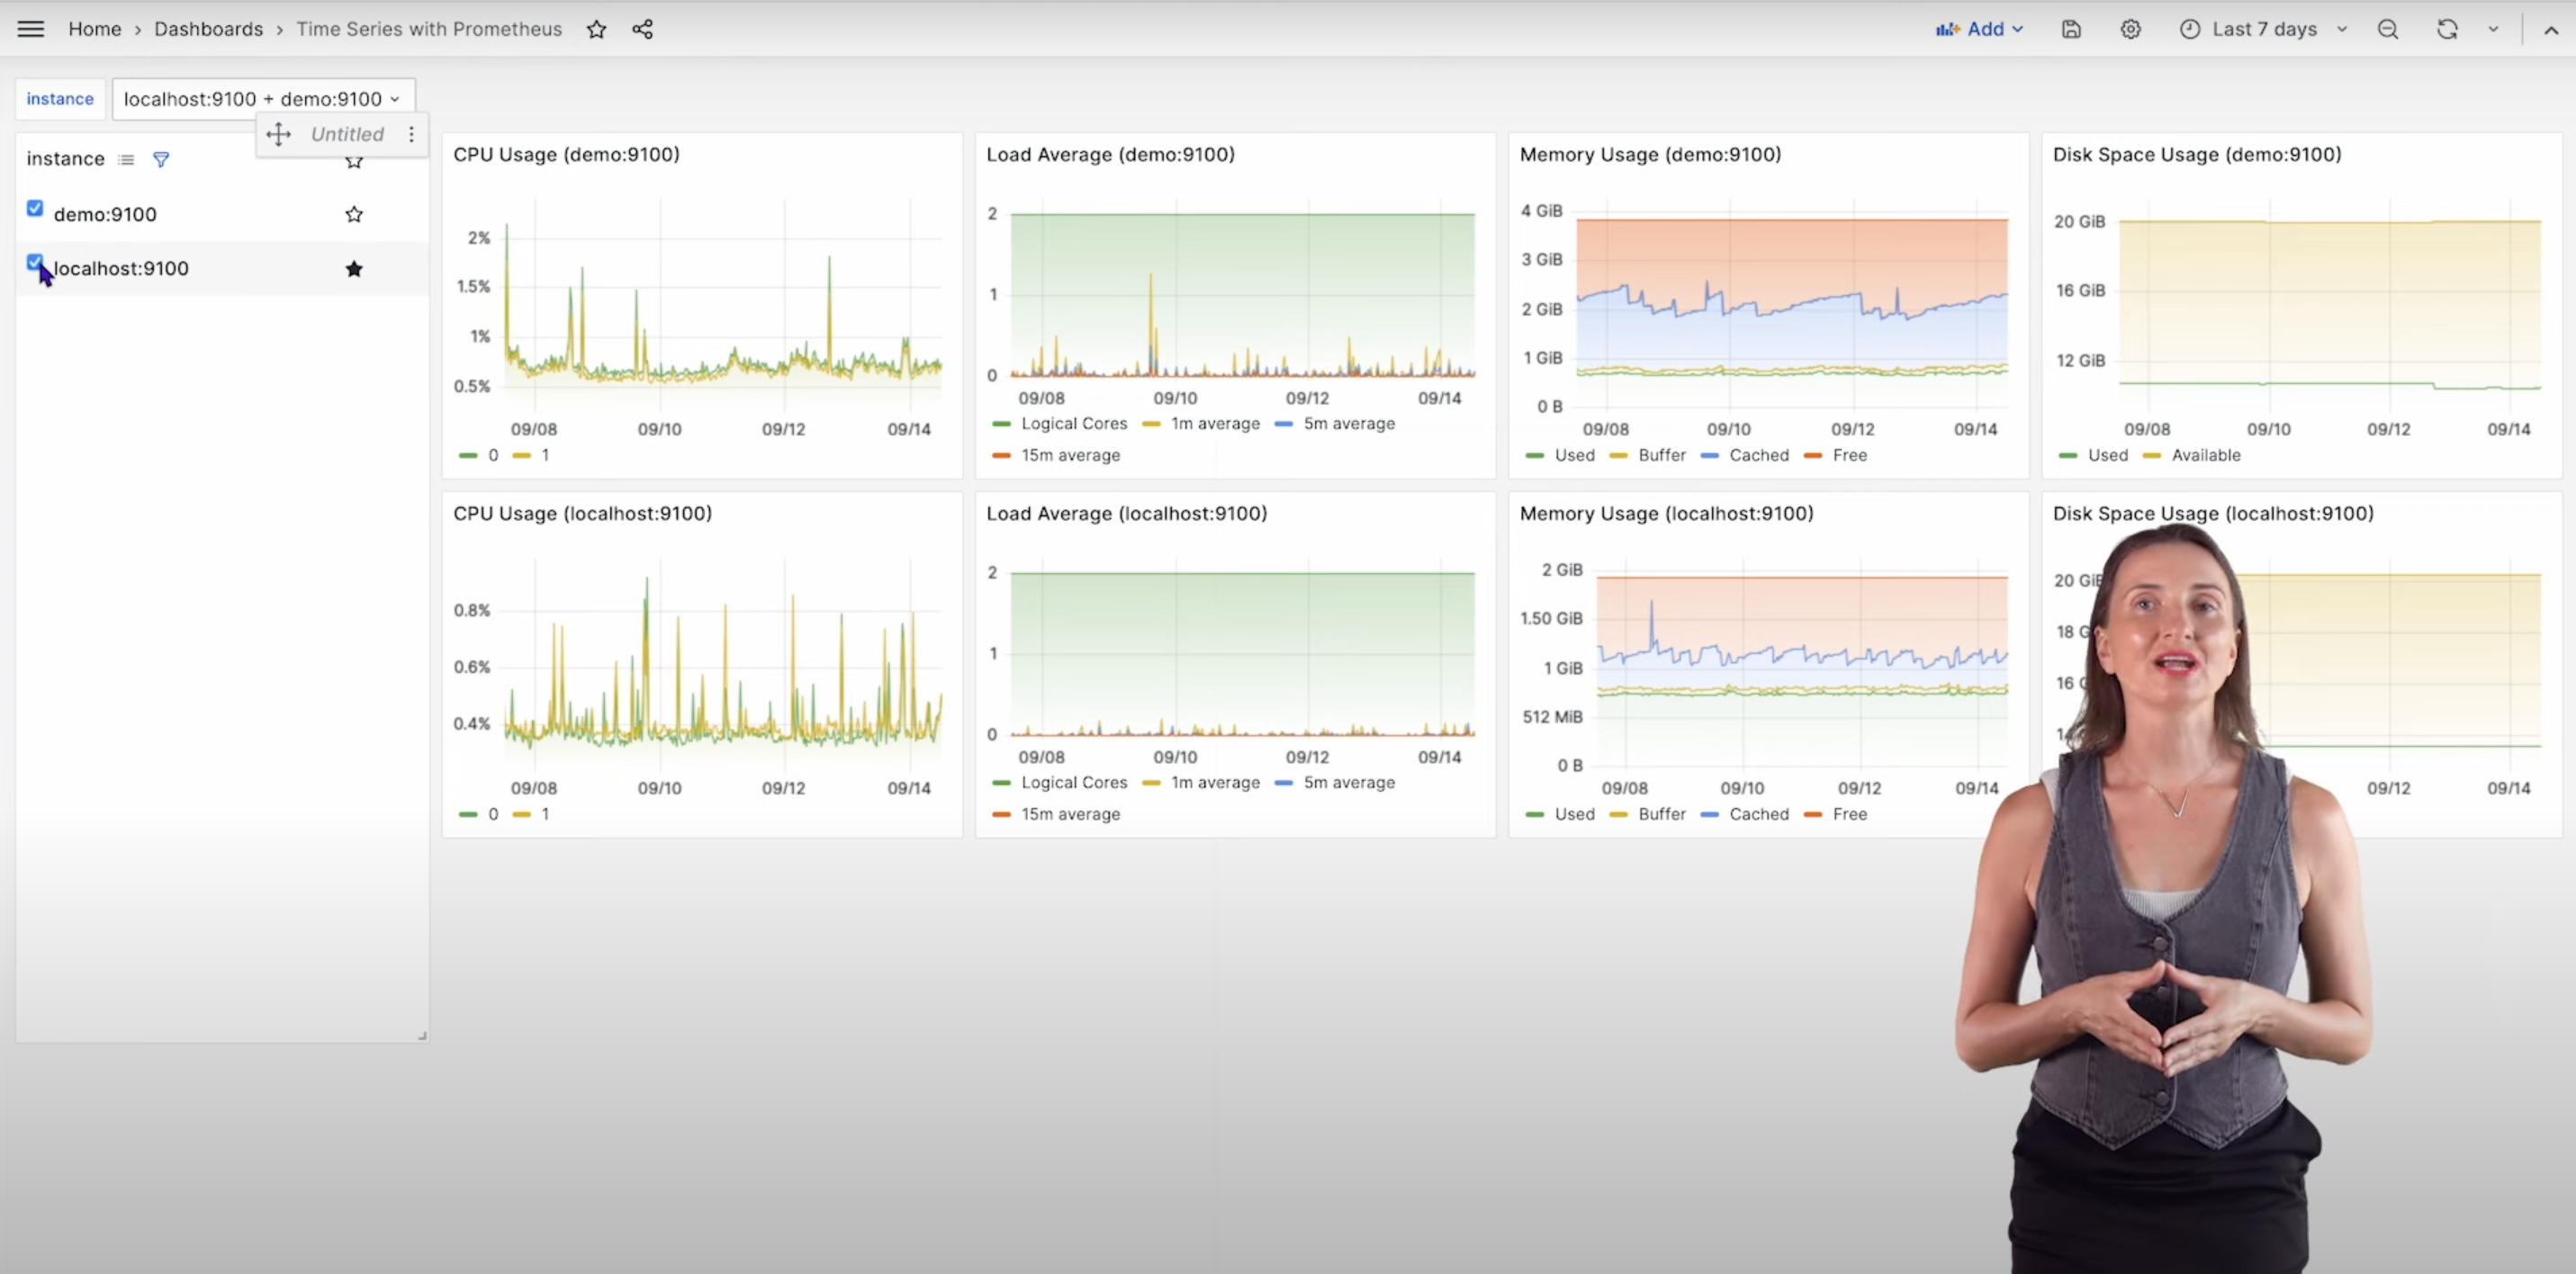 Home › Dashboards › Time Series with Prometheus
Add
Last 7 days
instance
localhost:9100 + demo:9100
Untitled
instance
demo:9100
localhost:9100
CPU Usage (demo:9100)
2%
1.5%
1%
0.5%
09/08 09/10 09/12 09/14
0 1
Load Average (demo:9100)
2
1
0
09/08 09/10 09/12 09/14
Logical Cores 1m average 5m average
15m average
Memory Usage (demo:9100)
4 GiB
3 GiB
2 GiB
1 GiB
0 B
09/08 09/10 09/12 09/14
Used Buffer Cached Free
Disk Space Usage (demo:9100)
20 GiB
16 GiB
12 GiB
09/08 09/10 09/12 09/14
Used Available
CPU Usage (localhost:9100)
0.8%
0.6%
0.4%
09/08 09/10 09/12 09/14
0 1
Load Average (localhost:9100)
2
1
0
09/08 09/10 09/12 09/14
Logical Cores 1m average 5m average
15m average
Memory Usage (localhost:9100)
2 GiB
1.50 GiB
1 GiB
512 MiB
0 B
09/08 09/10 09/12 09/14
Used Buffer Cached Free
Disk Space Usage (localhost:9100)
20 GiB
18 G
16
09/12 09/14